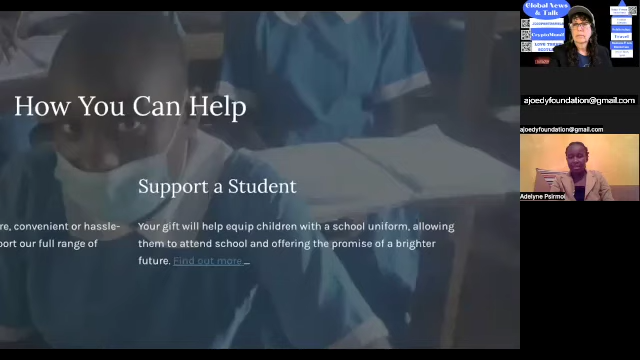 How You Can Help
Support a Student
re, convenient or hassle-
port our full range of
Your gift will help equip children with a school uniform, allowing
them to attend school and offering the promise of a brighter
future. Find out more
Global News
& Talk
ajoedyfoundation@gmail.com
ajoedyfoundation@gmail.com
Adelyne Psirmoi